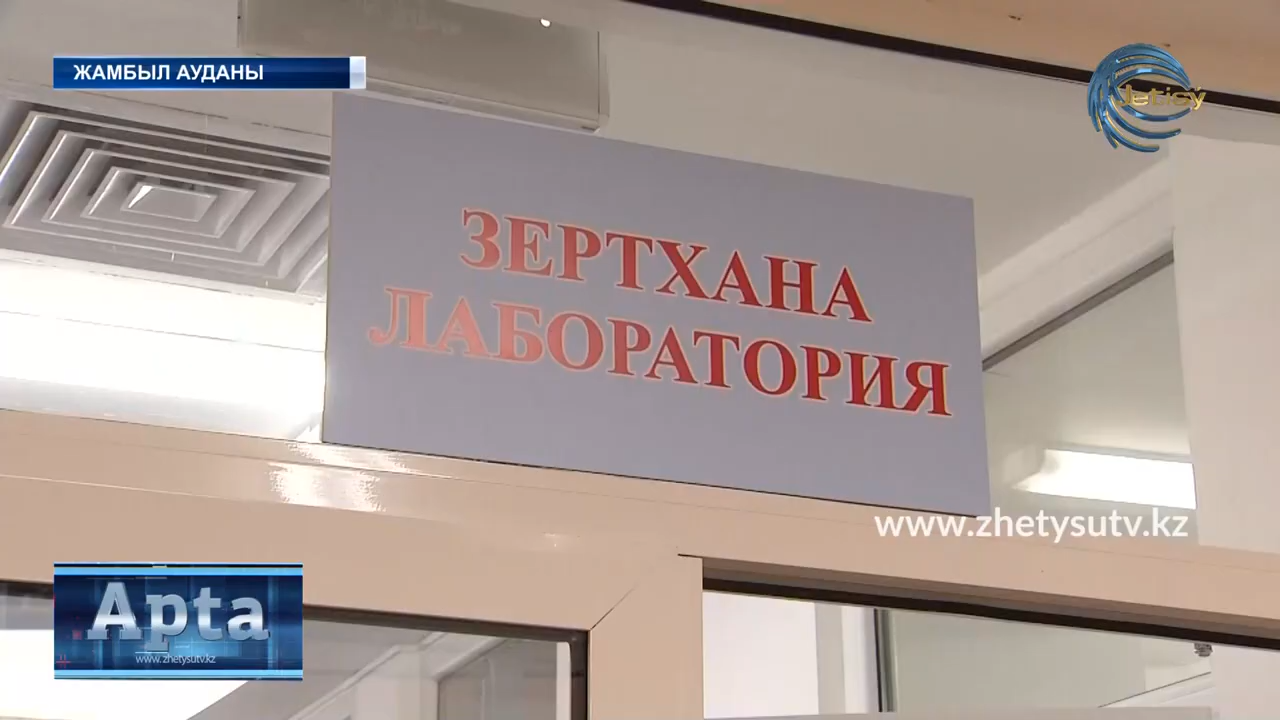 ЖАМБЫЛ АУДАНЫ
Jetisý
ЗЕРТХАНА
ЛАБОРАТОРИЯ
www.zhetysutv.kz
Apta
www.zhetysutv.kz